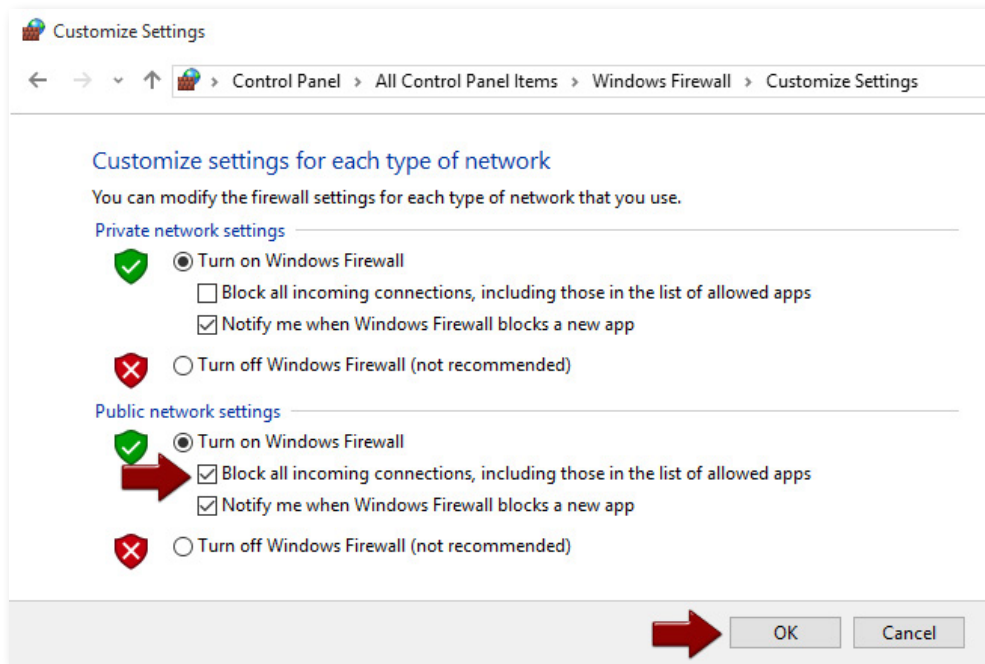 Customize Settings
Control Panel > All Control Panel Items > Windows Firewall > Customize Settings
Customize settings for each type of network
You can modify the firewall settings for each type of network that you use.
Private network settings
Turn on Windows Firewall
Block all incoming connections, including those in the list of allowed apps
Notify me when Windows Firewall blocks a new app
Turn off Windows Firewall (not recommended)
Public network settings
Turn on Windows Firewall
Block all incoming connections, including those in the list of allowed apps
Notify me when Windows Firewall blocks a new app
Turn off Windows Firewall (not recommended)
OK Cancel